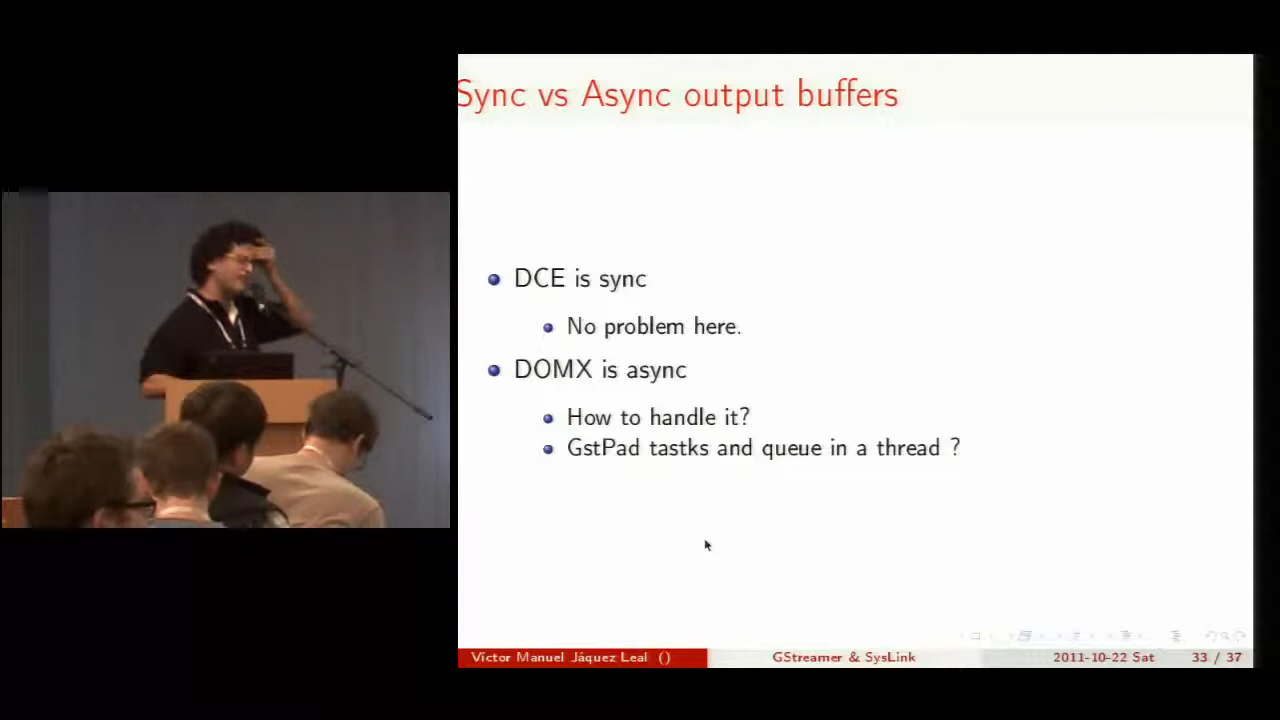 Sync vs Async output buffers
DCE is sync
No problem here.
DOMX is async
How to handle it?
GstPad tastks and queue in a thread ?
Víctor Manuel Jáquez Leal ()
GStreamer & SysLink
2011-10-22 Sat
33 / 37